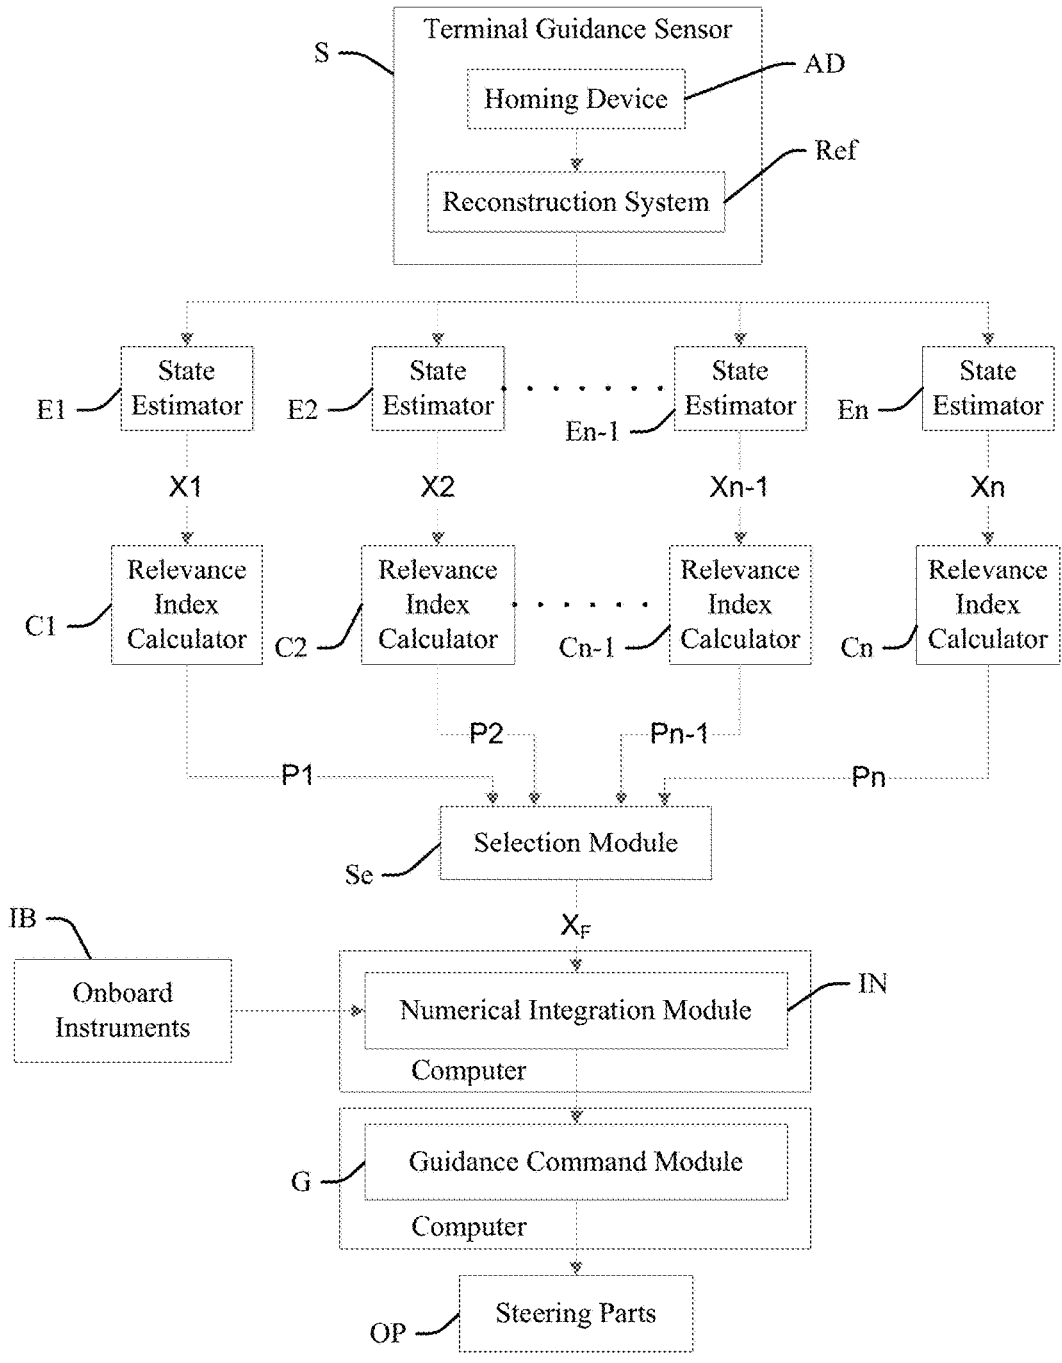 Terminal Guidance Sensor
S
AD
Homing Device
Ref
Reconstruction System
State
Estimator
State
Estimator
State
Estimator
State
Estimator
E1
E2
En-1
En
X1
X2
Xn-1
Xn
Relevance
Index
Calculator
Relevance
Index
Calculator
Relevance
Index
Calculator
Relevance
Index
Calculator
C1
C2
Cn-1
Cn
P2
Pn-1
P1
Pn
Selection Module
Se
IB
XF
Onboard
Instruments
IN
Numerical Integration Module
Computer
Guidance Command Module
G
Computer
Steering Parts
OP